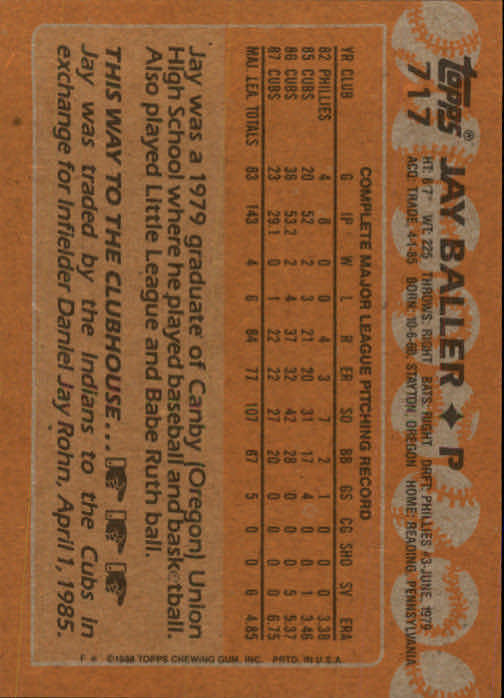 topps®
717
JAY BALLER ✦ P
HT: 6'7" WT: 225 THROWS: RIGHT BATS: RIGHT DRAFT: PHILLIES #3-JUNE, 1979
ACQ: TRADE, 4-1-85 BORN: 10-6-60, STAYTON, OREGON HOME: READING, PENNSYLVANIA
COMPLETE MAJOR LEAGUE PITCHING RECORD
YR CLUB G IP W L R ER SO BB GS CG SHO SV ERA
82 PHILLIES 4 8 0 0 4 3 7 2 1 0 0 0 3.38
85 CUBS 20 52 2 3 21 20 31 17 4 0 0 1 3.46
86 CUBS 36 53.2 2 4 37 32 42 28 0 0 0 5 5.37
87 CUBS 23 29.1 0 1 22 22 27 20 0 0 0 0 6.75
MAJ. LEA. TOTALS 83 143 4 8 84 77 107 67 5 0 0 6 4.85
Jay was a 1979 graduate of Canby (Oregon) Union
High School where he played baseball and basketball.
Also played Little League and Babe Ruth ball.
THIS WAY TO THE CLUBHOUSE...
Jay was traded by the Indians to the Cubs in
exchange for Infielder Daniel Jay Rohn, April 1, 1985.
©1988 TOPPS CHEWING GUM, INC. PRTD. IN U.S.A.